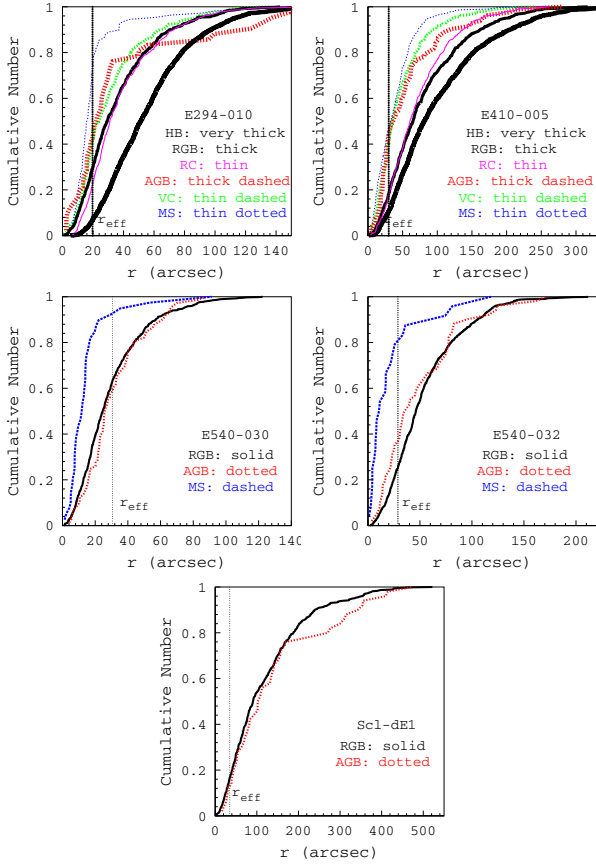 Cumulative Number
1
0.8
0.6
0.4
0.2
0
E294-010
HB: very thick
RGB: thick
RC: thin
AGB: thick dashed
VC: thin dashed
MS: thin dotted
r_eff
0 40 80 120
r (arcsec)
Cumulative Number
1
0.8
0.6
0.4
0.2
0
E410-005
HB: very thick
RGB: thick
RC: thin
AGB: thick dashed
VC: thin dashed
MS: thin dotted
r_eff
0 50 100 150 200 250 300
r (arcsec)
Cumulative Number
1
0.8
0.6
0.4
0.2
0
E540-030
RGB: solid
AGB: dotted
MS: dashed
r_eff
0 20 40 60 80 100 120 140
r (arcsec)
Cumulative Number
1
0.8
0.6
0.4
0.2
0
E540-032
RGB: solid
AGB: dotted
MS: dashed
r_eff
0 50 100 150 200
r (arcsec)
Cumulative Number
1
0.8
0.6
0.4
0.2
0
Scl-dE1
RGB: solid
AGB: dotted
r_eff
0 100 200 300 400 500
r (arcsec)